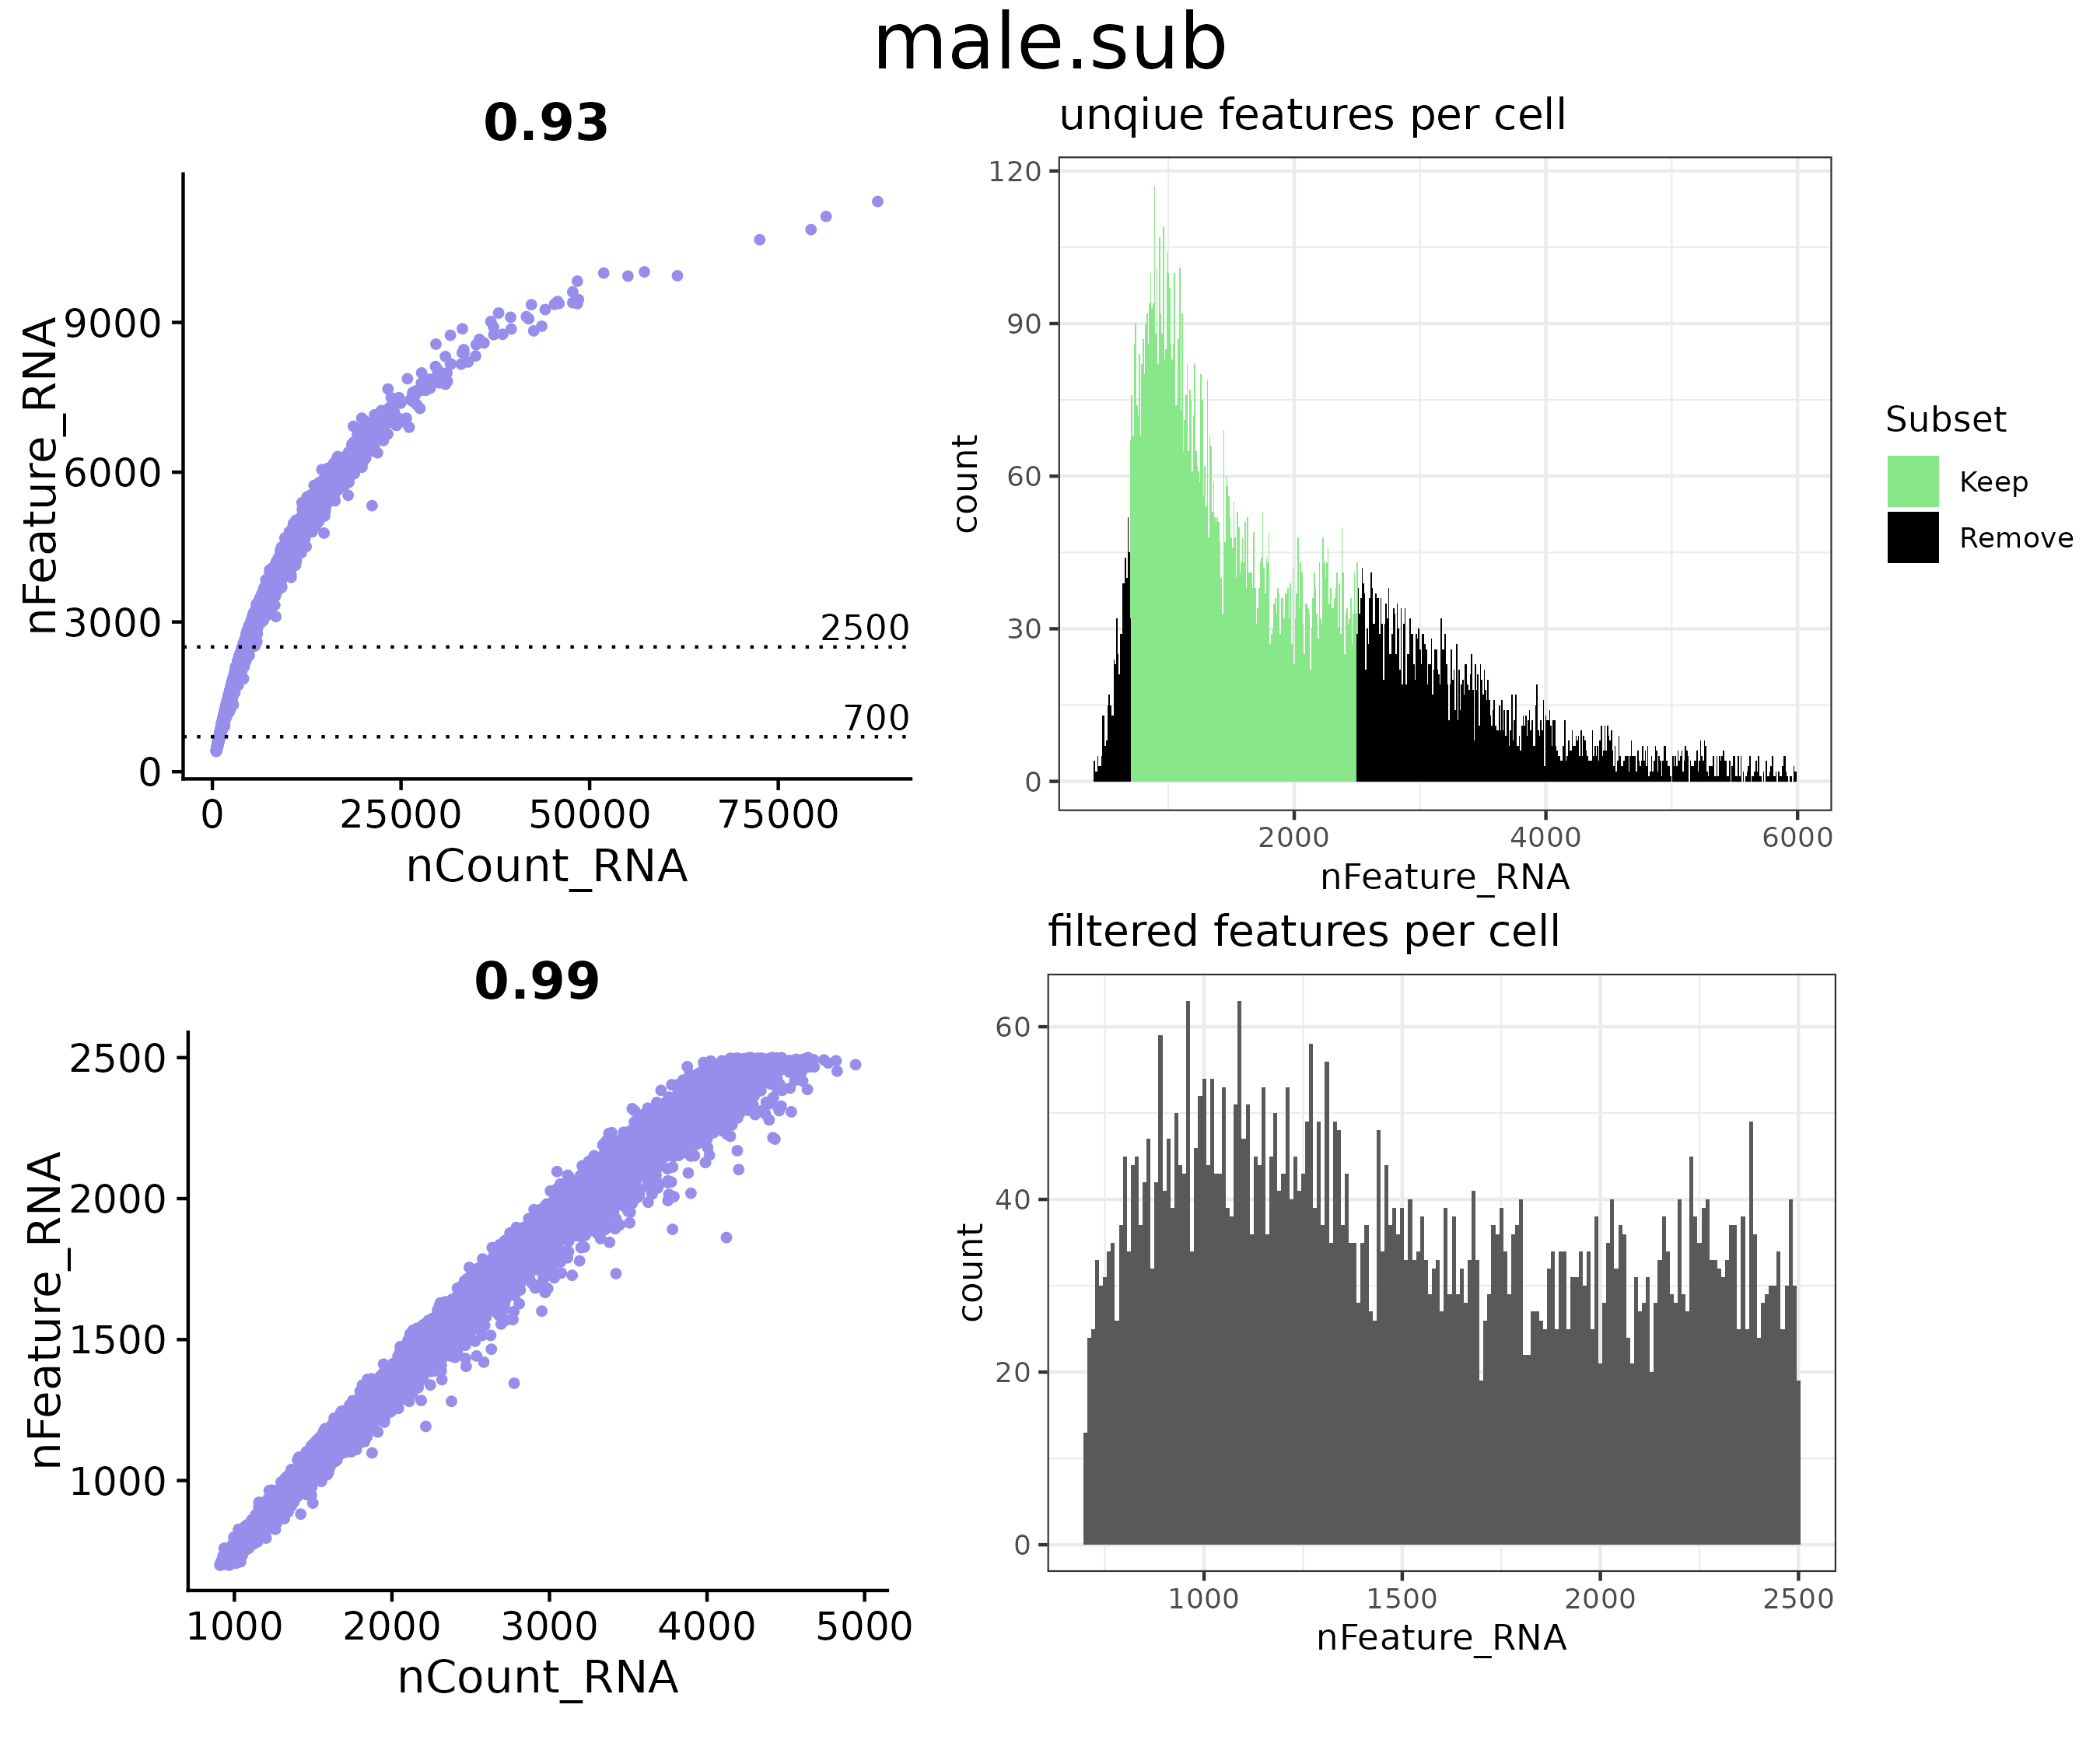 male.sub
0.93
nFeature_RNA
9000
6000
3000
0
2500
700
0 25000 50000 75000
nCount_RNA
unqiue features per cell
count
120
90
60
30
0
2000 4000 6000
nFeature_RNA
Subset
Keep
Remove
0.99
nFeature_RNA
2500
2000
1500
1000
1000 2000 3000 4000 5000
nCount_RNA
filtered features per cell
count
60
40
20
0
1000 1500 2000 2500
nFeature_RNA